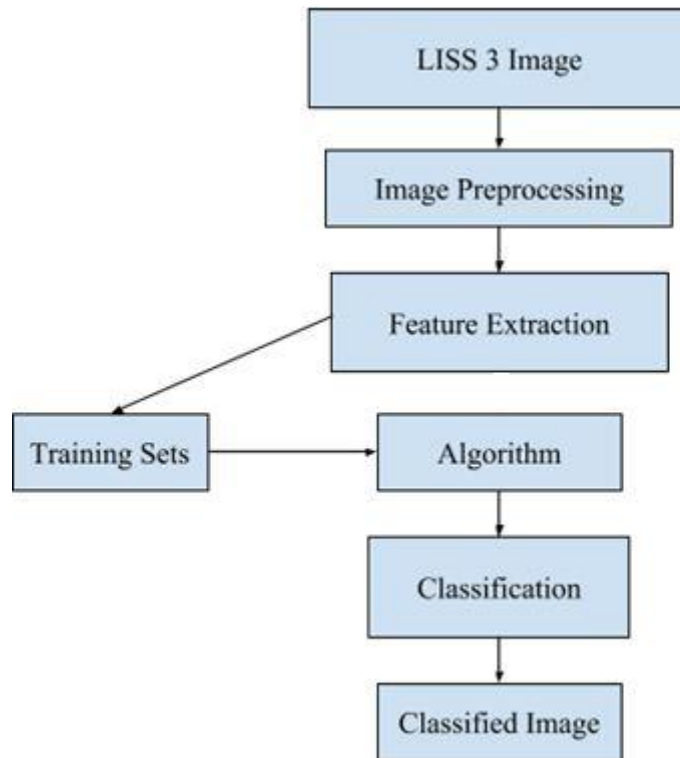 LISS 3 Image
Image Preprocessing
Feature Extraction
Training Sets
Algorithm
Classification
Classified Image